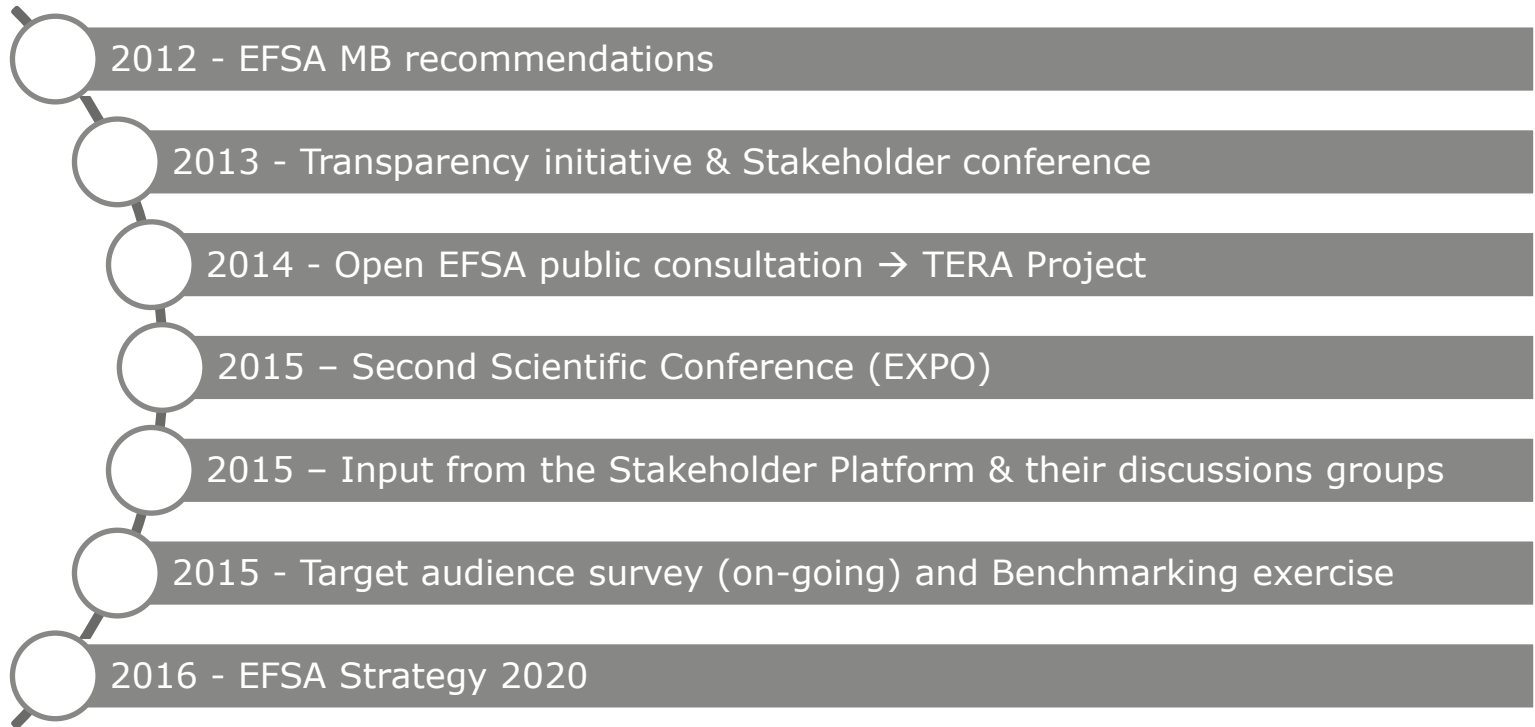 2012 - EFSA MB recommendations
2013 - Transparency initiative & Stakeholder conference
2014 - Open EFSA public consultation → TERA Project
2015 – Second Scientific Conference (EXPO)
2015 – Input from the Stakeholder Platform & their discussions groups
2015 - Target audience survey (on-going) and Benchmarking exercise
2016 - EFSA Strategy 2020